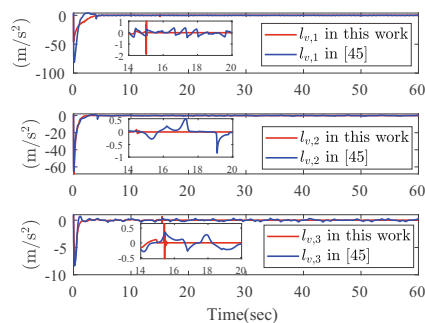 0
-50
-100
(m/s²)
1
0
-1
-2
14 16 18 20
l_{v,1} in this work
l_{v,1} in [45]
0 10 20 30 40 50 60
0
-20
-40
-60
(m/s²)
0.5
0
-0.5
-1
14 16 18 20
l_{v,2} in this work
l_{v,2} in [45]
0 10 20 30 40 50 60
0
-5
-10
(m/s²)
0.5
0
-0.5
14 16 18 20
l_{v,3} in this work
l_{v,3} in [45]
0 10 20 30 40 50 60
Time(sec)